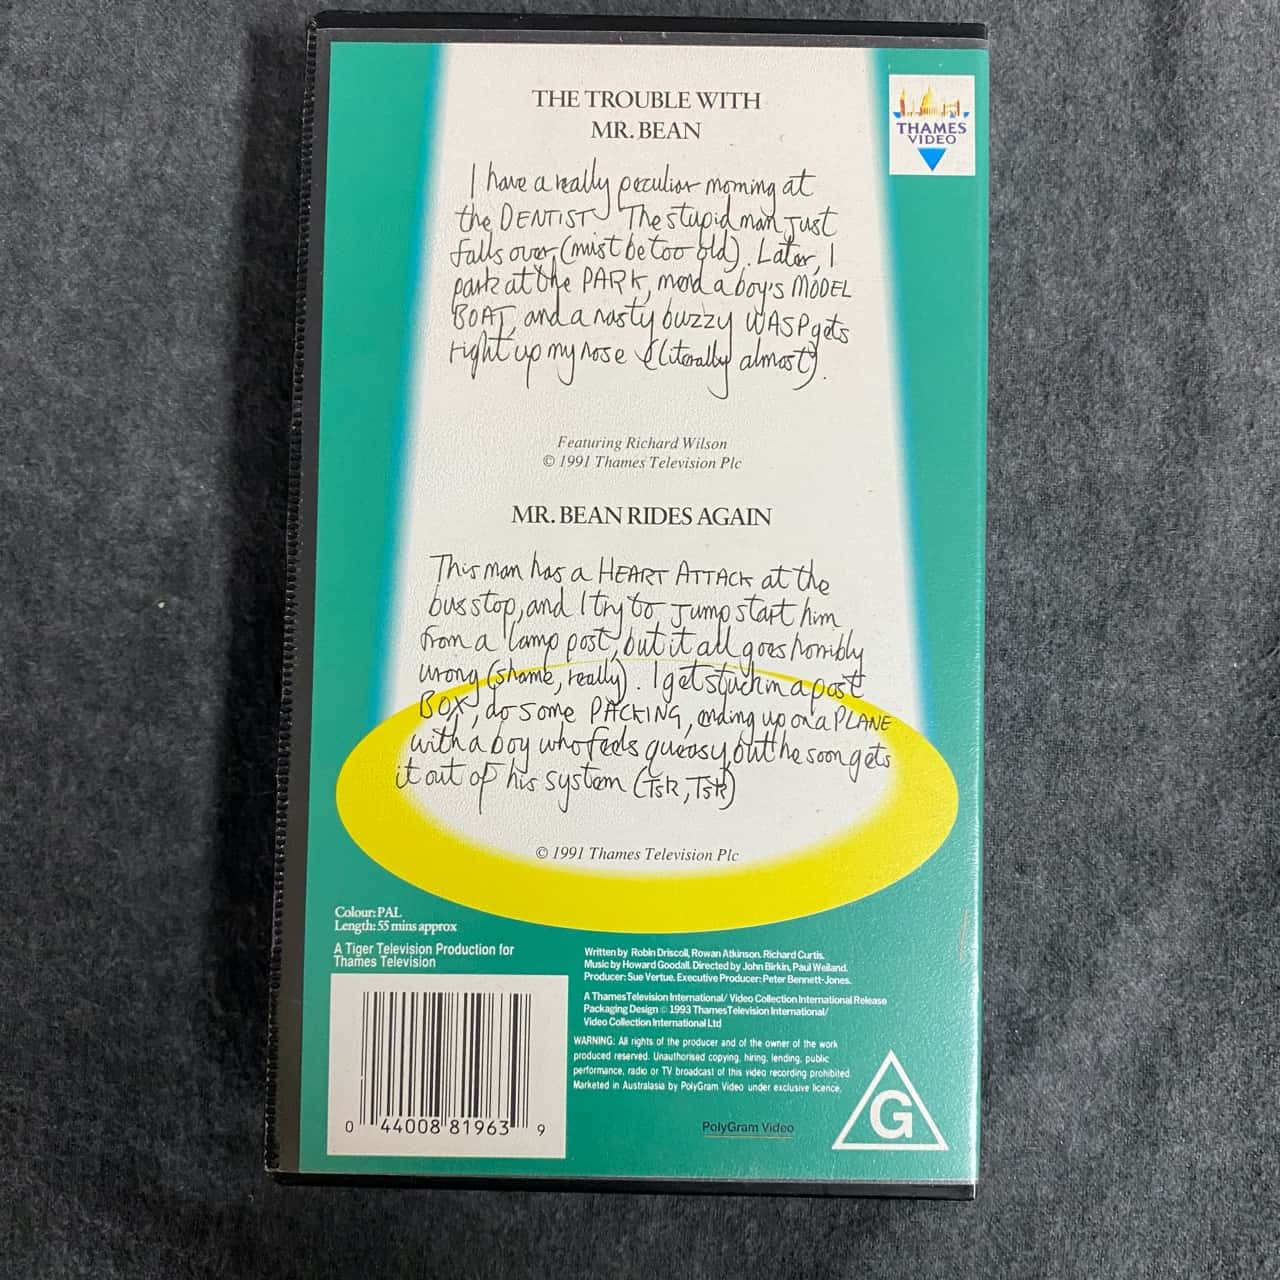 THE TROUBLE WITH
MR. BEAN
THAMES
VIDEO
I have a really peculiar morning at
the DENTIST. The stupid man just
falls over (must be too old). Later, I
park at the PARK, mend a boy's MODEL
BOAT, and a nasty buzzy WASP gets
right up my nose (literally almost).
Featuring Richard Wilson
© 1991 Thames Television Plc
MR. BEAN RIDES AGAIN
This man has a HEART ATTACK at the
bus stop, and I try to jump start him
from a lamp post, but it all goes horribly
wrong (shame, really). I get stuck in a post
BOX, do some PACKING, ending up on a PLANE
with a boy who feels queasy, but he soon gets
it out of his system (Tsk, Tsk)
© 1991 Thames Television Plc
Colour: PAL
Length: 55 mins approx
A Tiger Television Production for
Thames Television
Written by Robin Driscoll, Rowan Atkinson. Richard Curtis.
Music by Howard Goodall. Directed by John Birkin, Paul Weiland.
Producer: Sue Vertue. Executive Producer: Peter Bennett-Jones.
A Thames Television International/ Video Collection International Release
Packaging Design © 1993 Thames Television International/
Video Collection International Ltd
WARNING: All rights of the producer and of the owner of the work
produced reserved. Unauthorised copying, hiring, lending, public
performance, radio or TV broadcast of this video recording prohibited.
Marketed in Australasia by PolyGram Video under exclusive licence.
PolyGram Video
G
0 44008 81963 9